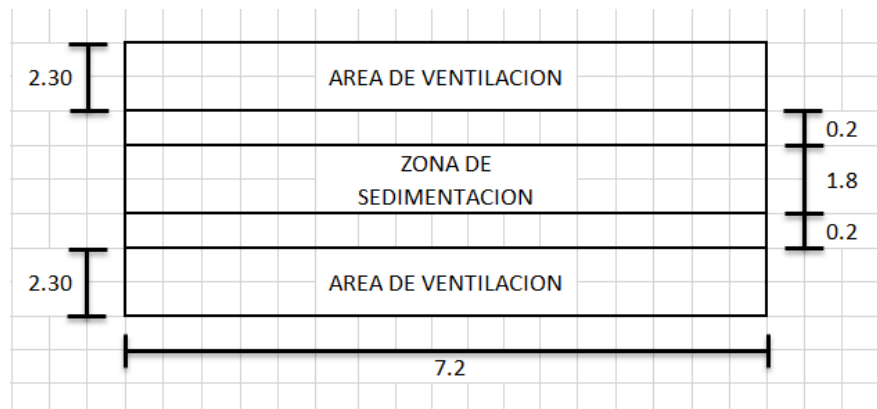 2.30
AREA DE VENTILACION
0.2
ZONA DE
SEDIMENTACION
1.8
0.2
2.30
AREA DE VENTILACION
7.2